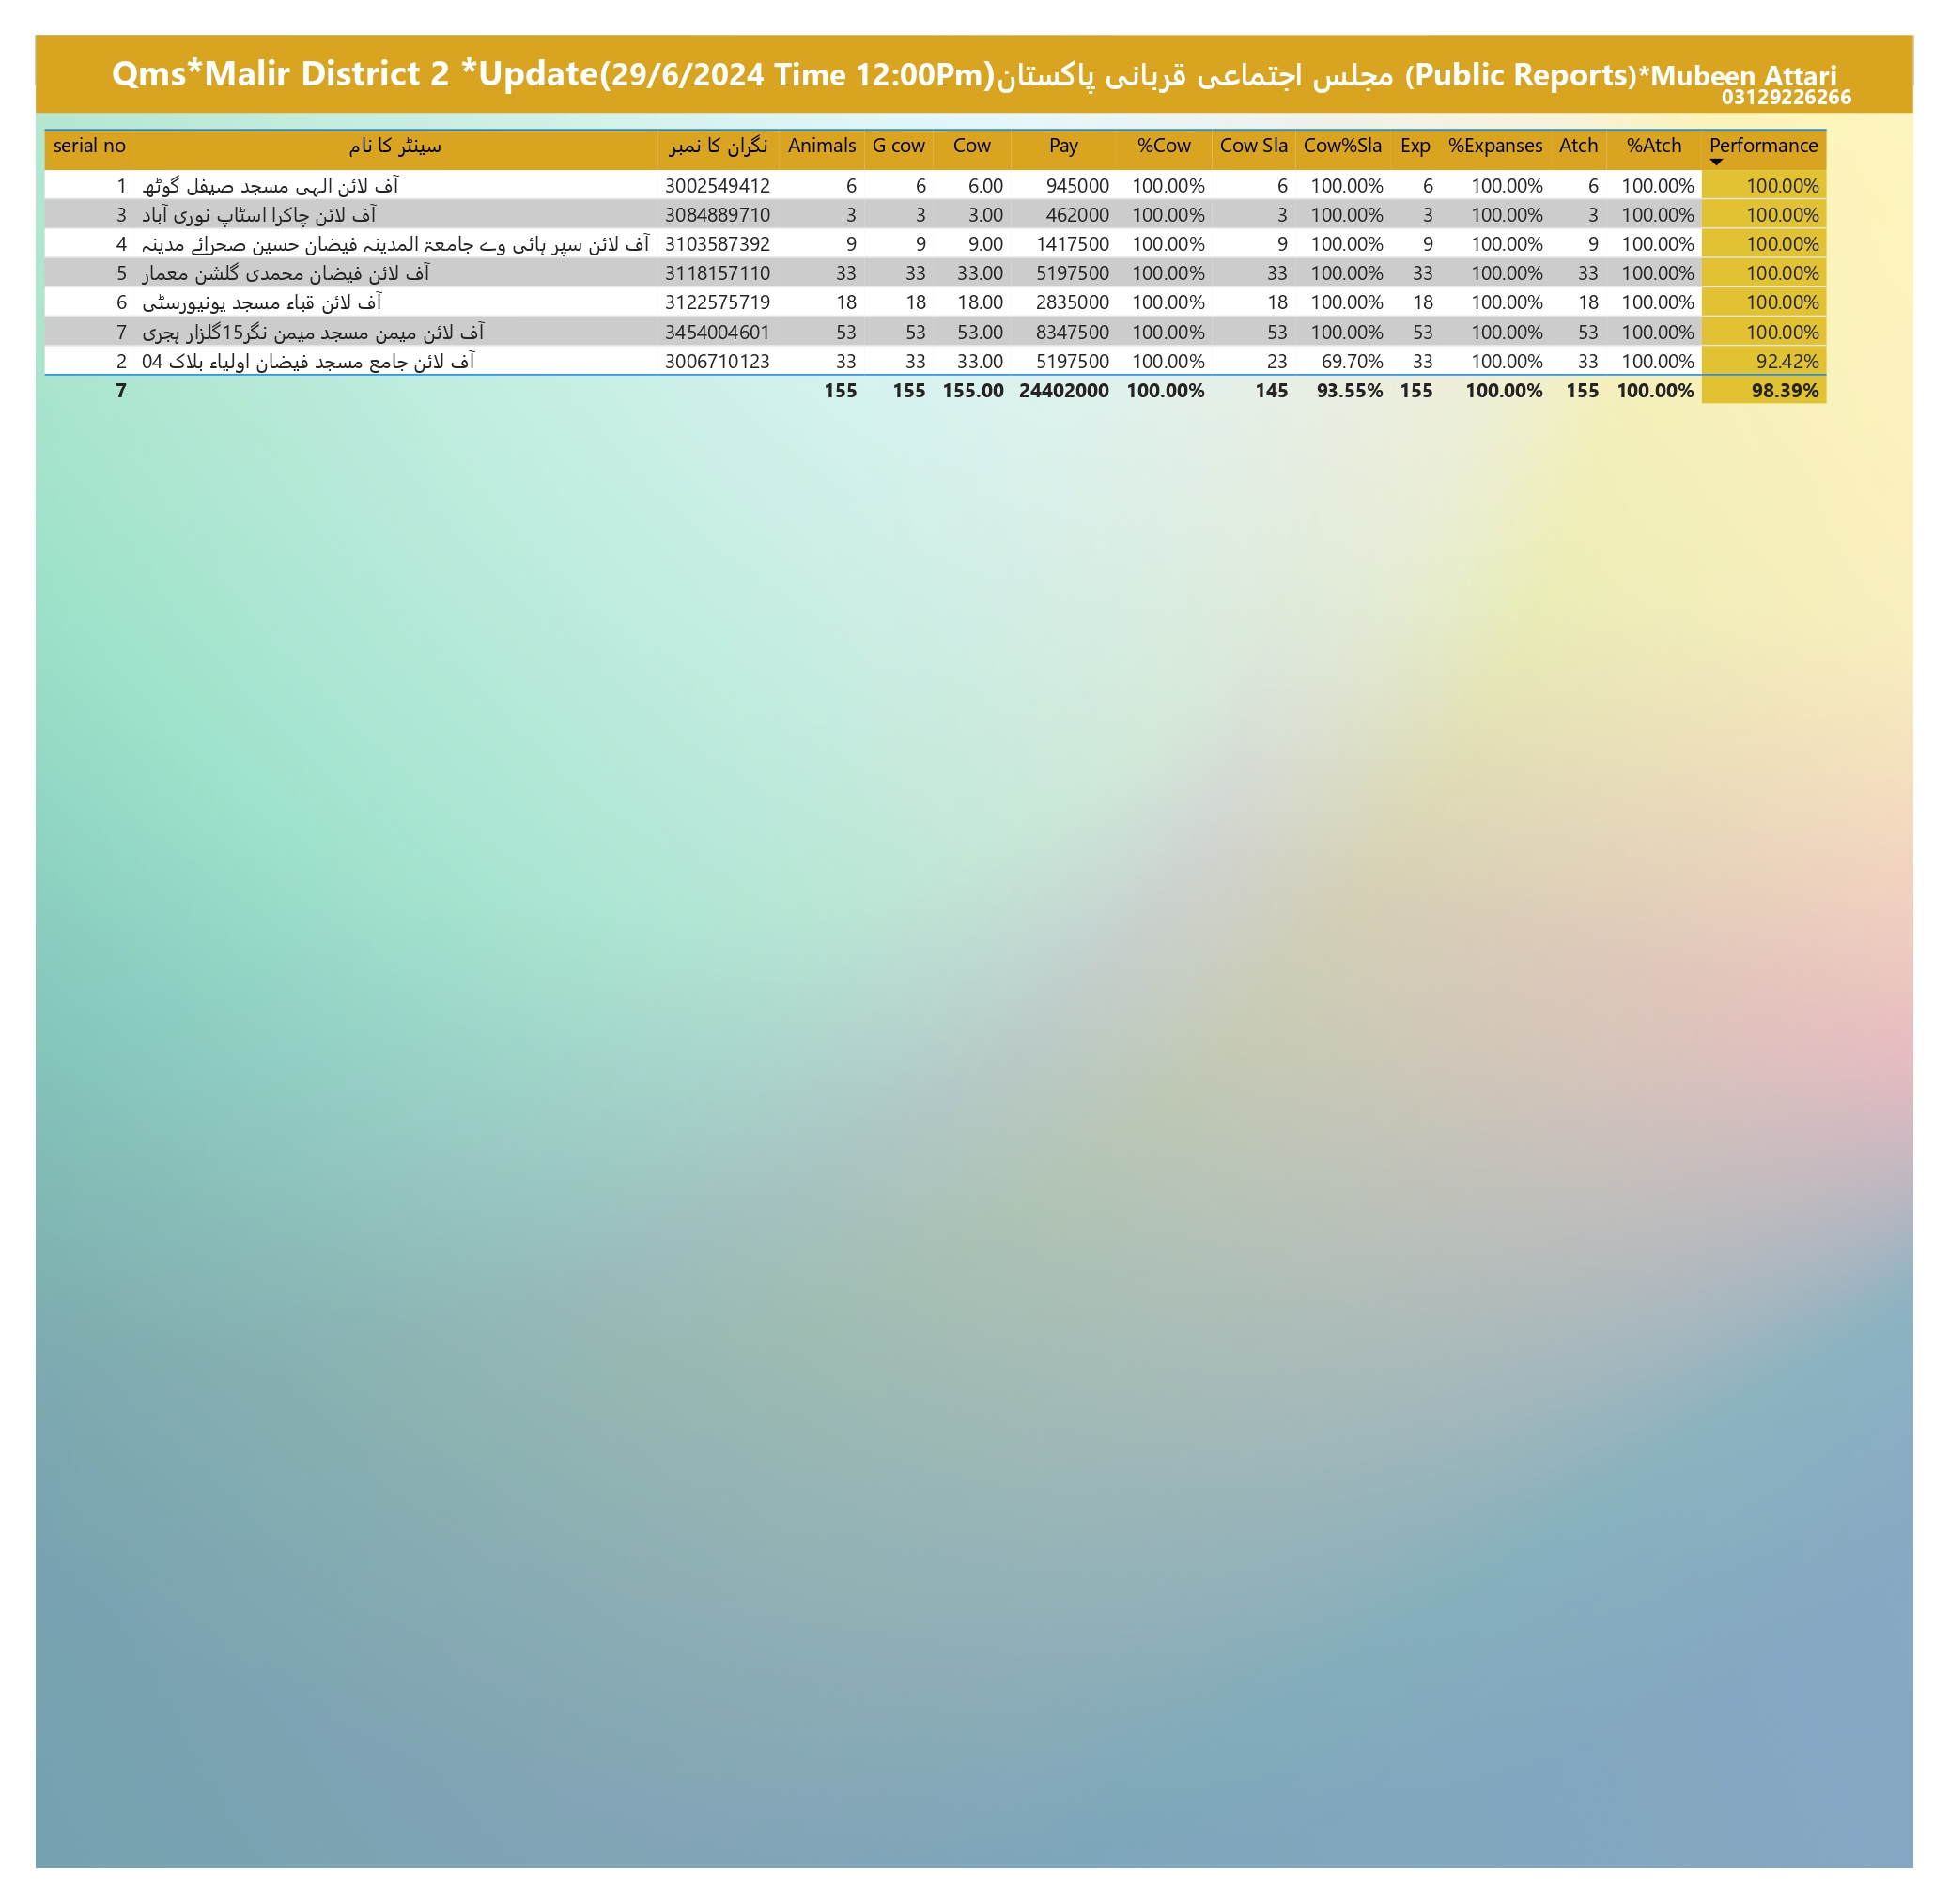 Qms*Malir District 2 *Update(29/6/2024 Time 12:00Pm)مجلس اجتماعی قربانی پاکستان (Public Reports)*Mubeen Attari
03129226266
serial no سینٹر کا نام نگران کا نمبر Animals G cow Cow Pay %Cow Cow Sla Cow%Sla Exp %Expanses Atch %Atch Performance
1 آف لائن الہی مسجد صیفل گوٹھ 3002549412 6 6 6.00 945000 100.00% 6 100.00% 6 100.00% 6 100.00% 100.00%
3 آف لائن چاکرا اسٹاپ نوری آباد 3084889710 3 3 3.00 462000 100.00% 3 100.00% 3 100.00% 3 100.00% 100.00%
4 آف لائن سپر ہائی وے جامعۃ المدینہ فیضان حسین صحرائے مدینہ 3103587392 9 9 9.00 1417500 100.00% 9 100.00% 9 100.00% 9 100.00% 100.00%
5 آف لائن فیضان محمدی گلشن معمار 3118157110 33 33 33.00 5197500 100.00% 33 100.00% 33 100.00% 33 100.00% 100.00%
6 آف لائن قباء مسجد یونیورسٹی 3122575719 18 18 18.00 2835000 100.00% 18 100.00% 18 100.00% 18 100.00% 100.00%
7 آف لائن میمن مسجد میمن نگر15گلزار ہجری 3454004601 53 53 53.00 8347500 100.00% 53 100.00% 53 100.00% 53 100.00% 100.00%
2 آف لائن جامع مسجد فیضان اولیاء بلاک 04 3006710123 33 33 33.00 5197500 100.00% 23 69.70% 33 100.00% 33 100.00% 92.42%
7 155 155 155.00 24402000 100.00% 145 93.55% 155 100.00% 155 100.00% 98.39%